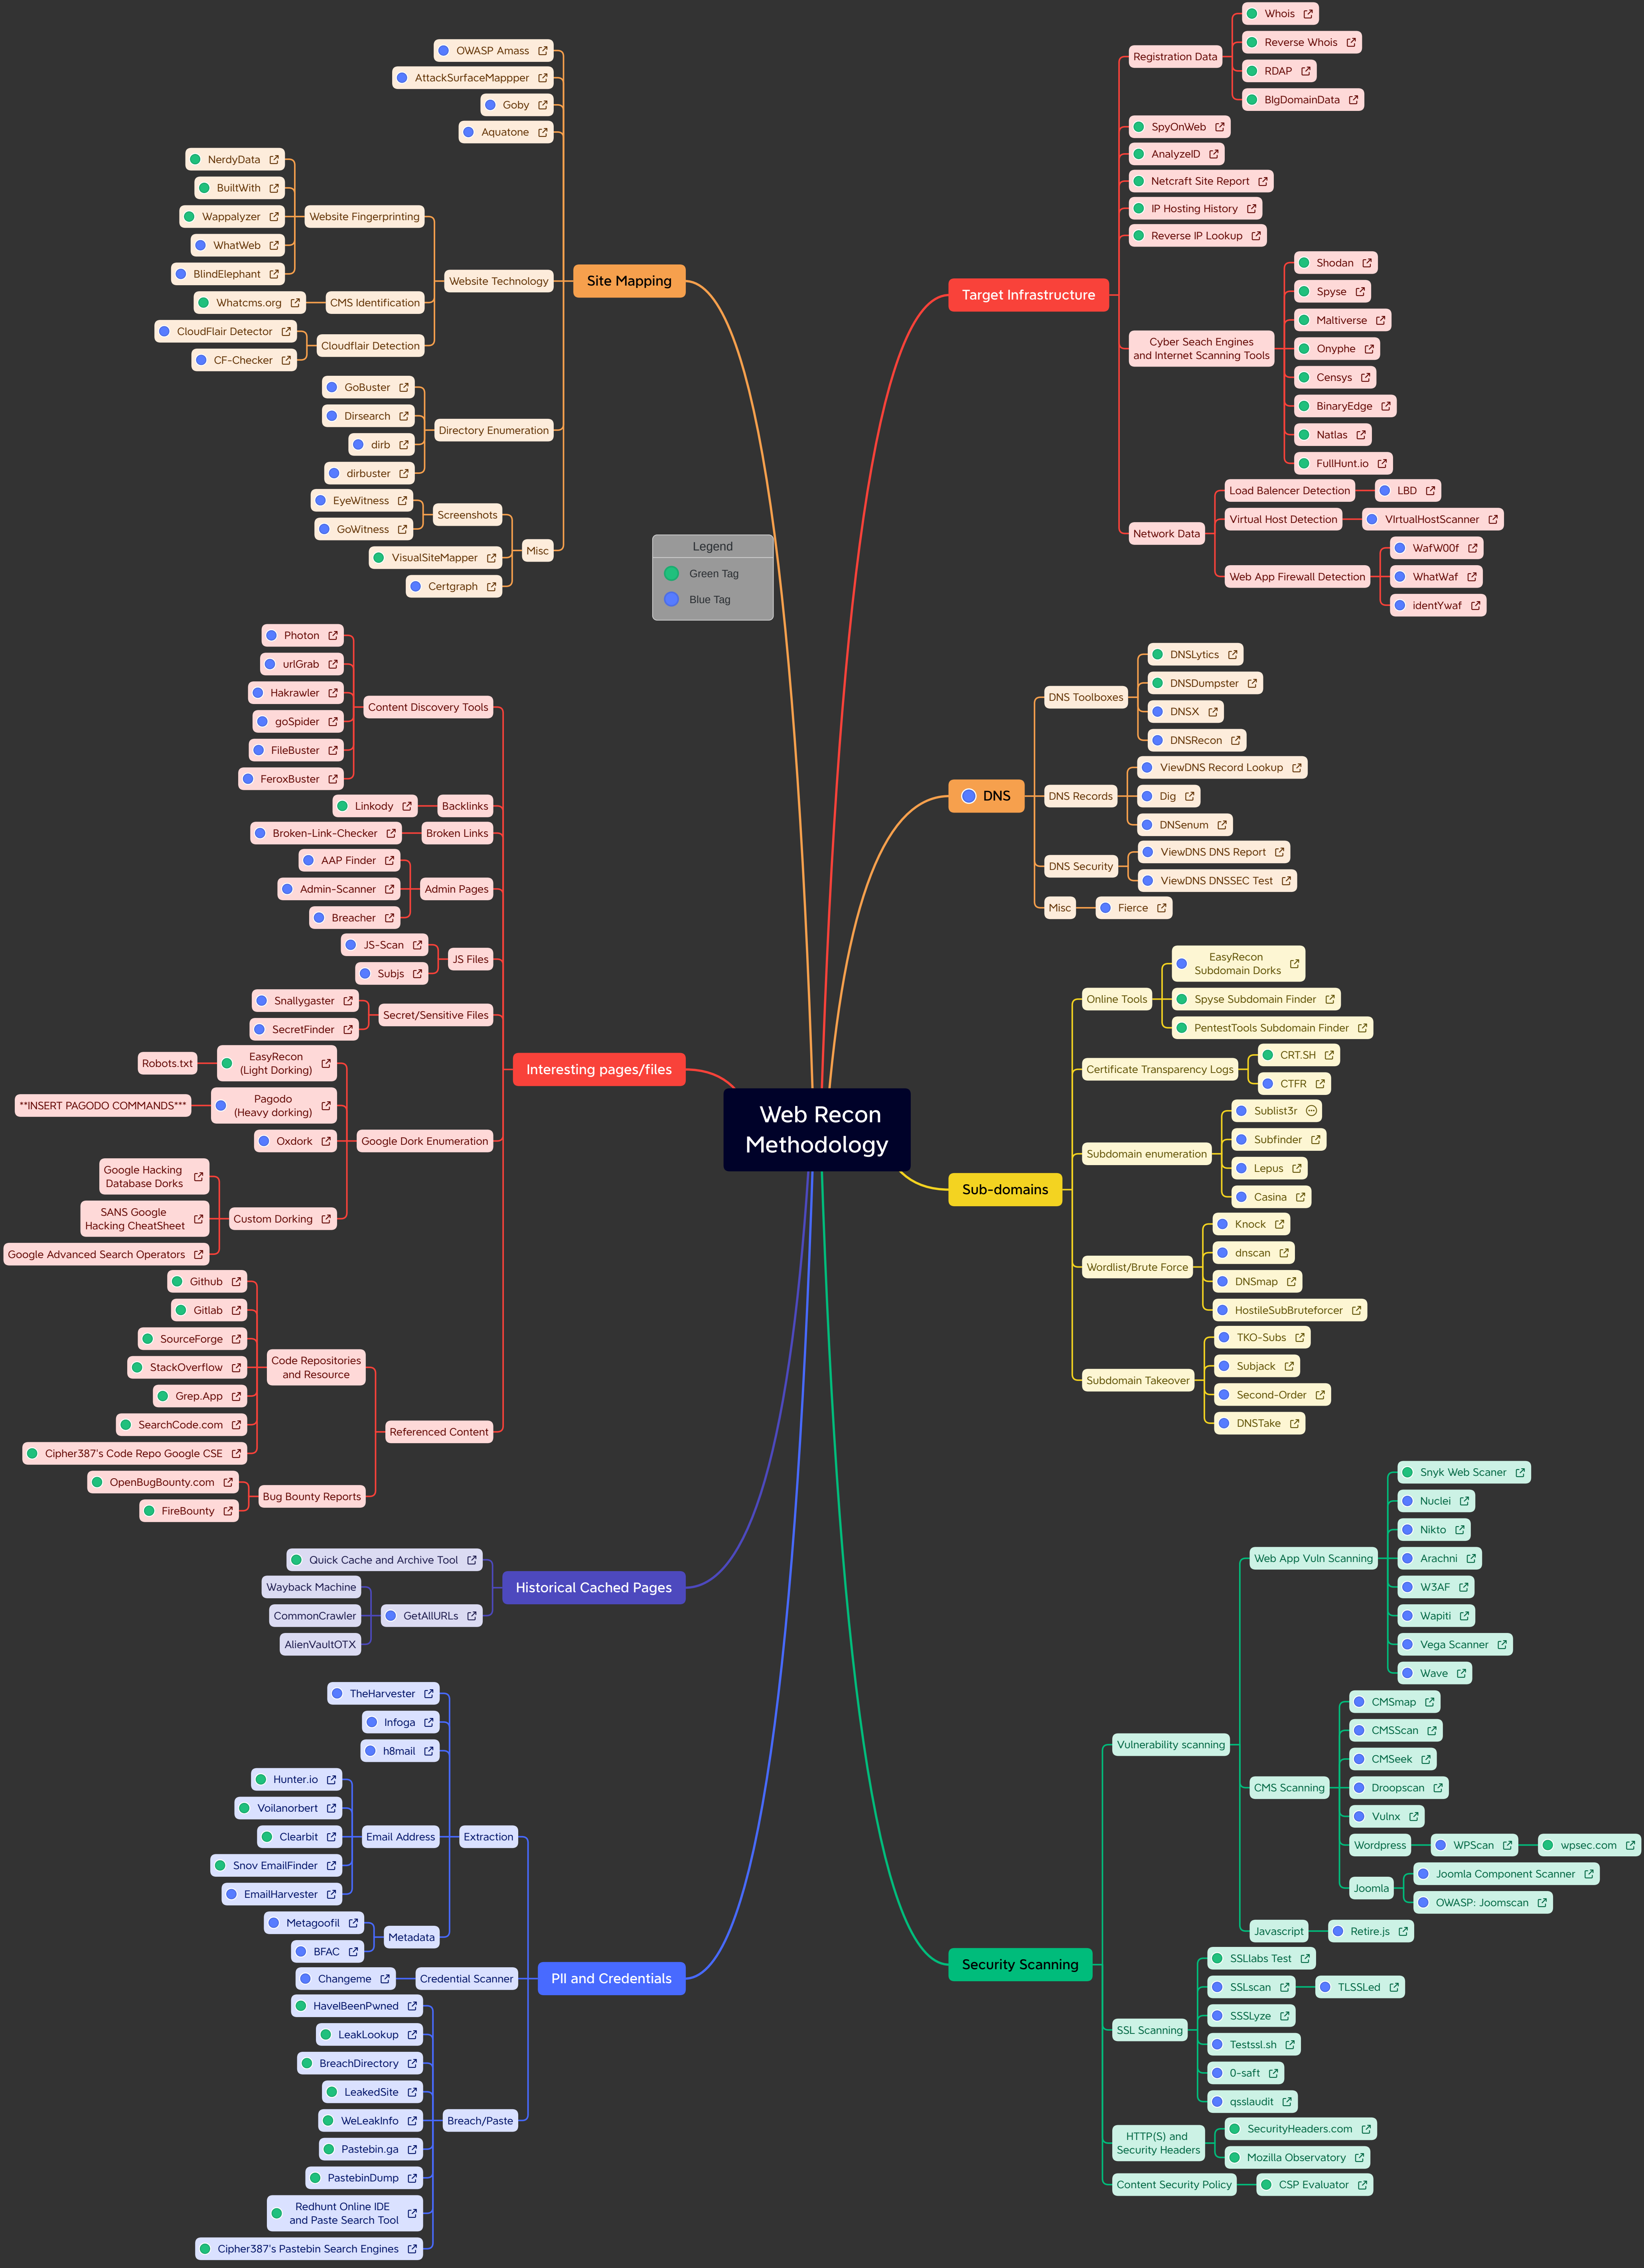 Web Recon
Methodology
Legend
Green Tag
Blue Tag
Target Infrastructure
Registration Data
Whois
Reverse Whois
RDAP
BIgDomainData
SpyOnWeb
AnalyzeID
Netcraft Site Report
IP Hosting History
Reverse IP Lookup
Cyber Seach Engines
and Internet Scanning Tools
Shodan
Spyse
Maltiverse
Onyphe
Censys
BinaryEdge
Natlas
FullHunt.io
Network Data
Load Balencer Detection
LBD
Virtual Host Detection
VIrtualHostScanner
Web App Firewall Detection
WafW00f
WhatWaf
identYwaf
DNS
DNS Toolboxes
DNSLytics
DNSDumpster
DNSX
DNSRecon
DNS Records
ViewDNS Record Lookup
Dig
DNSenum
DNS Security
ViewDNS DNS Report
ViewDNS DNSSEC Test
Misc
Fierce
Sub-domains
Online Tools
EasyRecon
Subdomain Dorks
Spyse Subdomain Finder
PentestTools Subdomain Finder
Certificate Transparency Logs
CRT.SH
CTFR
Subdomain enumeration
Sublist3r
Subfinder
Lepus
Casina
Wordlist/Brute Force
Knock
dnscan
DNSmap
HostileSubBruteforcer
Subdomain Takeover
TKO-Subs
Subjack
Second-Order
DNSTake
Security Scanning
Vulnerability scanning
Web App Vuln Scanning
Snyk Web Scaner
Nuclei
Nikto
Arachni
W3AF
Wapiti
Vega Scanner
Wave
CMS Scanning
CMSmap
CMSScan
CMSeek
Droopscan
Vulnx
Wordpress
WPScan
wpsec.com
Joomla
Joomla Component Scanner
OWASP: Joomscan
Javascript
Retire.js
SSL Scanning
SSLlabs Test
SSLscan
TLSSLed
SSSLyze
Testssl.sh
0-saft
qsslaudit
HTTP(S) and
Security Headers
SecurityHeaders.com
Mozilla Observatory
Content Security Policy
CSP Evaluator
Site Mapping
OWASP Amass
AttackSurfaceMappper
Goby
Aquatone
Website Technology
Website Fingerprinting
NerdyData
BuiltWith
Wappalyzer
WhatWeb
BlindElephant
CMS Identification
Whatcms.org
Cloudflair Detection
CloudFlair Detector
CF-Checker
Directory Enumeration
GoBuster
Dirsearch
dirb
dirbuster
Misc
Screenshots
EyeWitness
GoWitness
VisualSiteMapper
Certgraph
Interesting pages/files
Content Discovery Tools
Photon
urlGrab
Hakrawler
goSpider
FileBuster
FeroxBuster
Backlinks
Linkody
Broken Links
Broken-Link-Checker
Admin Pages
AAP Finder
Admin-Scanner
Breacher
JS Files
JS-Scan
Subjs
Secret/Sensitive Files
Snallygaster
SecretFinder
Google Dork Enumeration
EasyRecon
(Light Dorking)
Robots.txt
Pagodo
(Heavy dorking)
**INSERT PAGODO COMMANDS***
Oxdork
Custom Dorking
Google Hacking
Database Dorks
SANS Google
Hacking CheatSheet
Google Advanced Search Operators
Referenced Content
Code Repositories
and Resource
Github
Gitlab
SourceForge
StackOverflow
Grep.App
SearchCode.com
Cipher387's Code Repo Google CSE
Bug Bounty Reports
OpenBugBounty.com
FireBounty
Historical Cached Pages
Quick Cache and Archive Tool
GetAllURLs
Wayback Machine
CommonCrawler
AlienVaultOTX
PII and Credentials
Extraction
TheHarvester
Infoga
h8mail
Email Address
Hunter.io
Voilanorbert
Clearbit
Snov EmailFinder
EmailHarvester
Metadata
Metagoofil
BFAC
Credential Scanner
Changeme
Breach/Paste
HaveIBeenPwned
LeakLookup
BreachDirectory
LeakedSite
WeLeakInfo
Pastebin.ga
PastebinDump
Redhunt Online IDE
and Paste Search Tool
Cipher387's Pastebin Search Engines